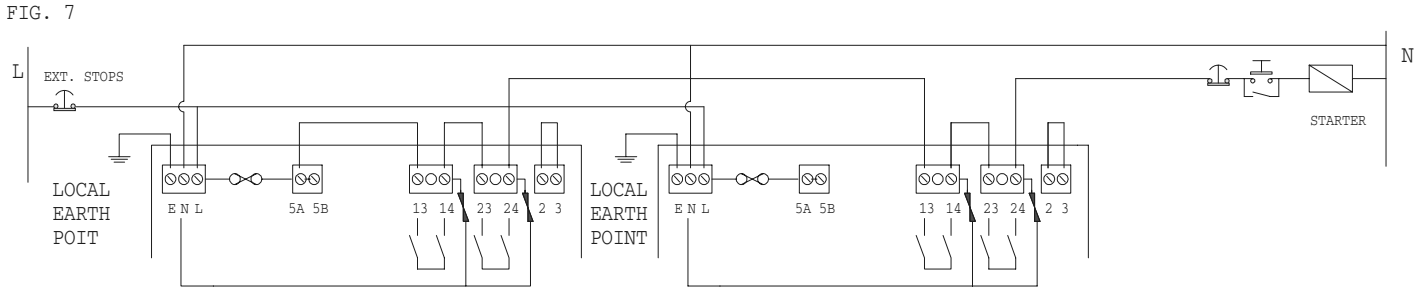 FIG. 7
L
EXT. STOPS
N
STARTER
LOCAL
EARTH
POIT
E N L
5A 5B
13 14
23 24
2 3
LOCAL
EARTH
POINT
E N L
5A 5B
13 14
23 24
2 3